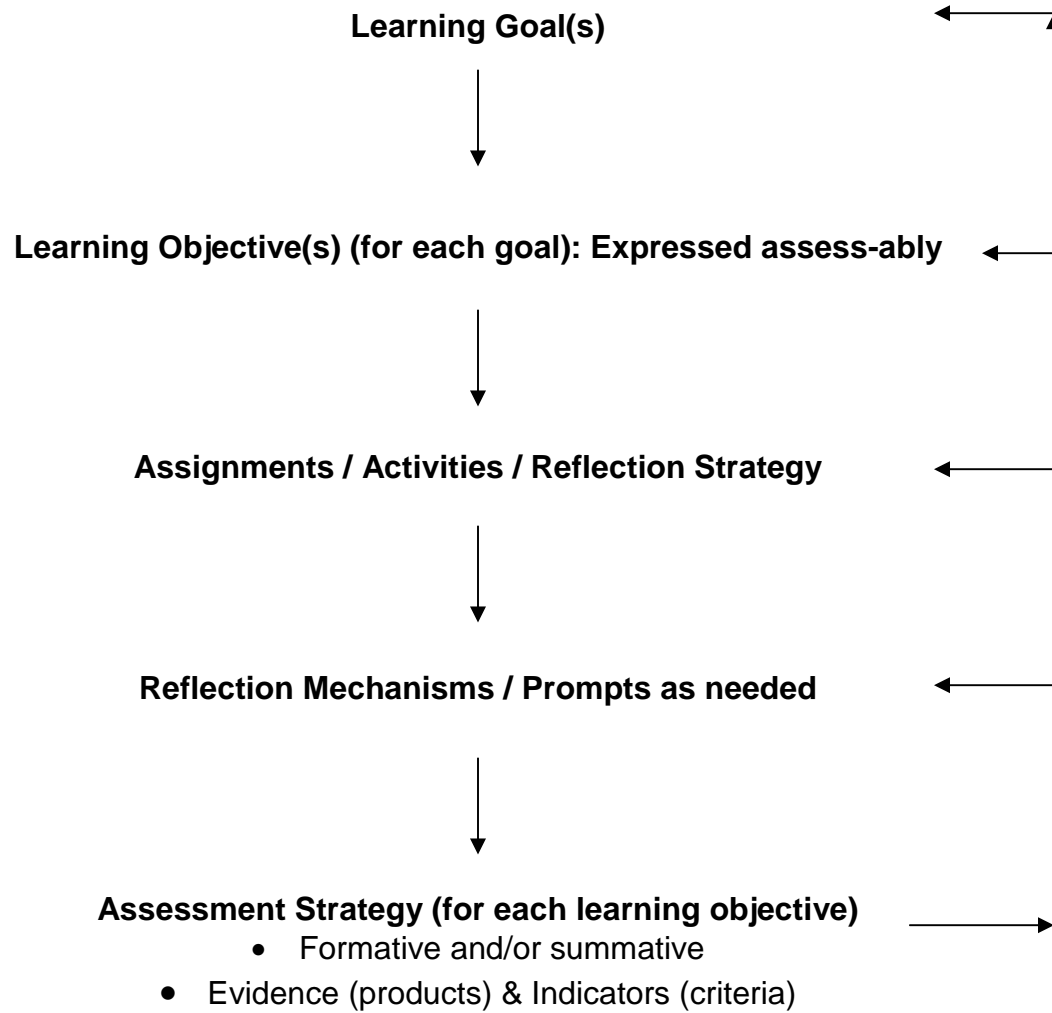 Learning Goal(s)
Learning Objective(s) (for each goal): Expressed assess-ably
Assignments / Activities / Reflection Strategy
Reflection Mechanisms / Prompts as needed
Assessment Strategy (for each learning objective)
• Formative and/or summative
• Evidence (products) & Indicators (criteria)